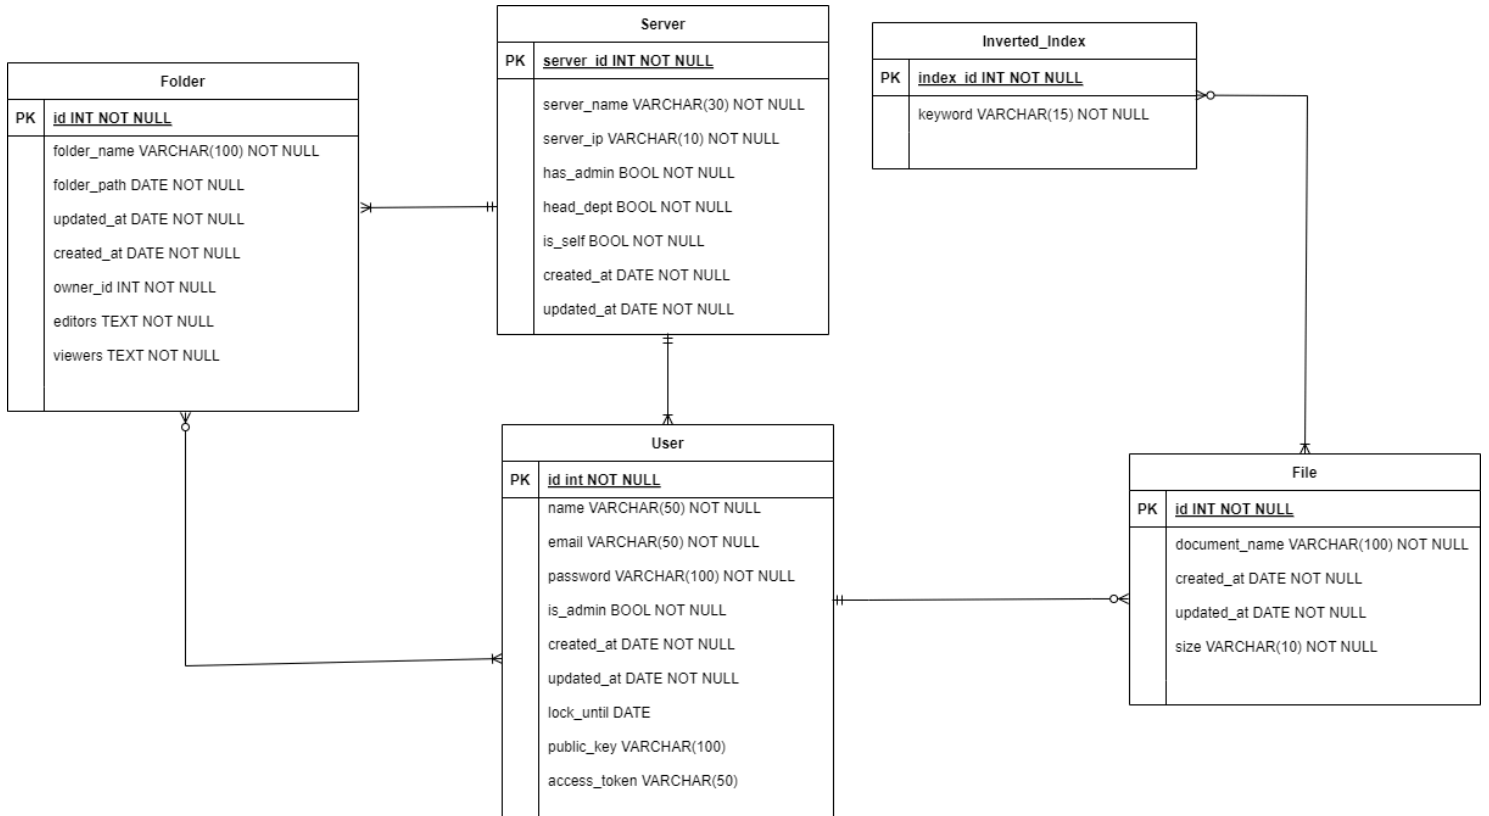 Server
PK server_id INT NOT NULL
server_name VARCHAR(30) NOT NULL
server_ip VARCHAR(10) NOT NULL
has_admin BOOL NOT NULL
head_dept BOOL NOT NULL
is_self BOOL NOT NULL
created_at DATE NOT NULL
updated_at DATE NOT NULL
Inverted_Index
PK index_id INT NOT NULL
keyword VARCHAR(15) NOT NULL
Folder
PK id INT NOT NULL
folder_name VARCHAR(100) NOT NULL
folder_path DATE NOT NULL
updated_at DATE NOT NULL
created_at DATE NOT NULL
owner_id INT NOT NULL
editors TEXT NOT NULL
viewers TEXT NOT NULL
User
PK id int NOT NULL
name VARCHAR(50) NOT NULL
email VARCHAR(50) NOT NULL
password VARCHAR(100) NOT NULL
is_admin BOOL NOT NULL
created_at DATE NOT NULL
updated_at DATE NOT NULL
lock_until DATE
public_key VARCHAR(100)
access_token VARCHAR(50)
File
PK id INT NOT NULL
document_name VARCHAR(100) NOT NULL
created_at DATE NOT NULL
updated_at DATE NOT NULL
size VARCHAR(10) NOT NULL